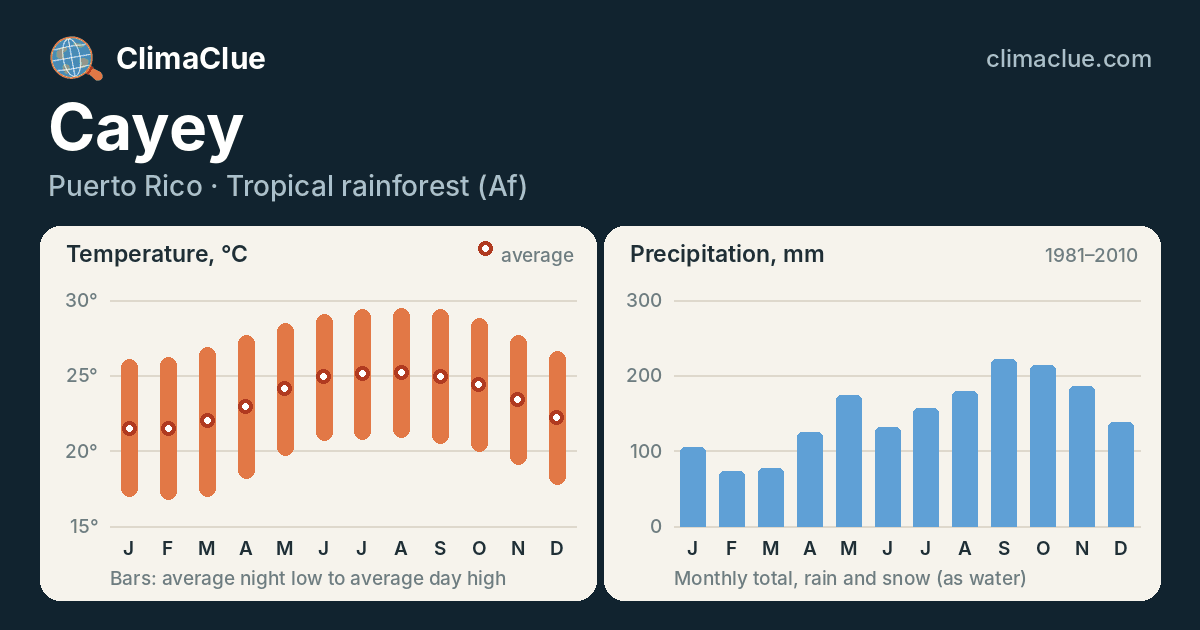 ClimaClue
climaclue.com
Cayey
Puerto Rico · Tropical rainforest (Af)
Temperature, °C
average
30°
25°
20°
15°
J F M A M J J A S O N D
Bars: average night low to average day high
Precipitation, mm
1981–2010
300
200
100
0
J F M A M J J A S O N D
Monthly total, rain and snow (as water)